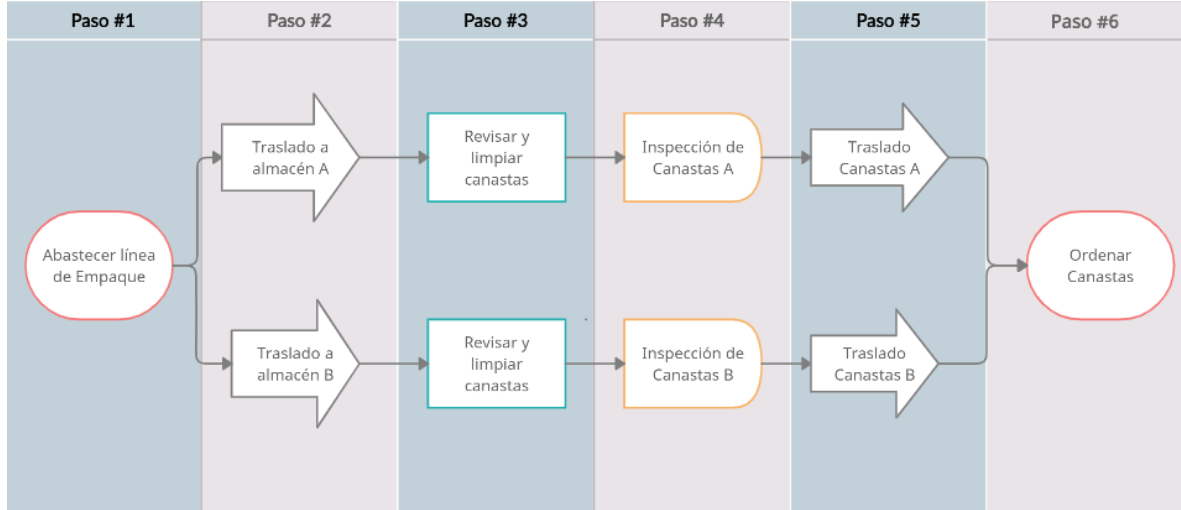 Paso #1
Paso #2
Paso #3
Paso #4
Paso #5
Paso #6
Abastecer línea
de Empaque
Traslado a
almacén A
Revisar y
limpiar
canastas
Inspección de
Canastas A
Traslado
Canastas A
Traslado a
almacén B
Revisar y
limpiar
canastas
Inspección de
Canastas B
Traslado
Canastas B
Ordenar
Canastas